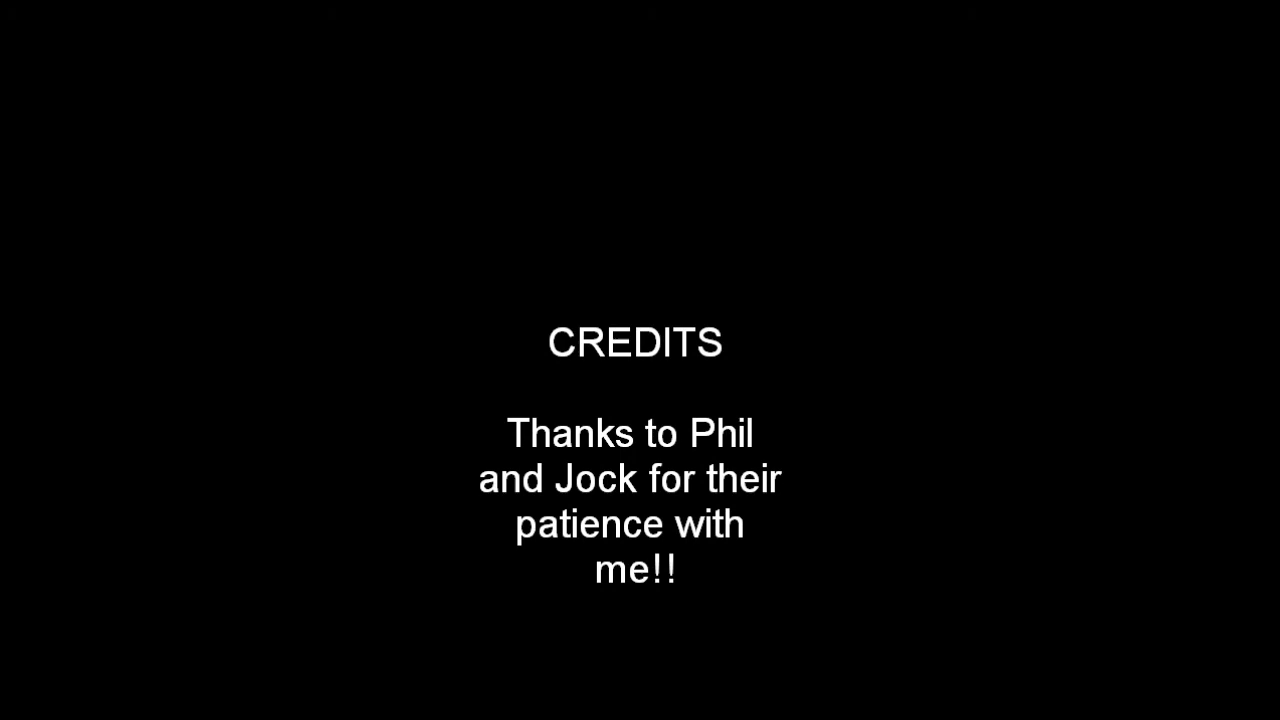 CREDITS
Thanks to Phil
and Jock for their
patience with
me!!